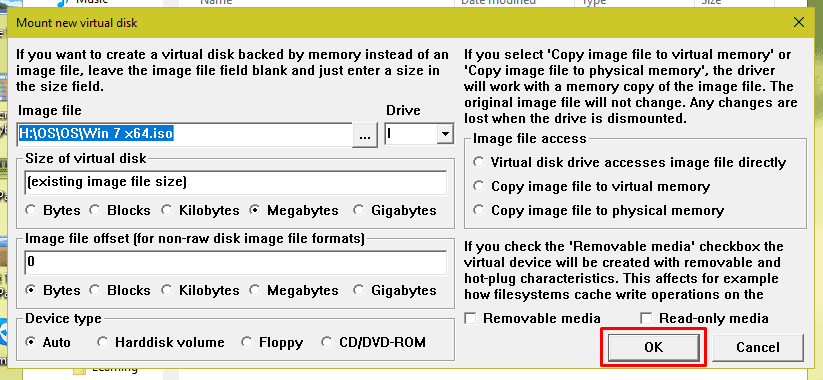 Music
Name
Date modified
Type
Size
Mount new virtual disk
If you want to create a virtual disk backed by memory instead of an
image file, leave the image file field blank and just enter a size in
the size field.
Image file
Drive
H:\OS\OS\Win 7 x64.iso
...
I
Size of virtual disk
(existing image file size)
Bytes
Blocks
Kilobytes
Megabytes
Gigabytes
Image file offset (for non-raw disk image file formats)
0
Bytes
Blocks
Kilobytes
Megabytes
Gigabytes
Device type
Auto
Harddisk volume
Floppy
CD/DVD-ROM
If you select 'Copy image file to virtual memory' or
'Copy image file to physical memory', the driver
will work with a memory copy of the image file. The
original image file will not change. Any changes are
lost when the drive is dismounted.
Image file access
Virtual disk drive accesses image file directly
Copy image file to virtual memory
Copy image file to physical memory
If you check the 'Removable media' checkbox the
virtual device will be created with removable and
hot-plug characteristics. This affects for example
how filesystems cache write operations on the
Removable media
Read-only media
OK
Cancel
Learning